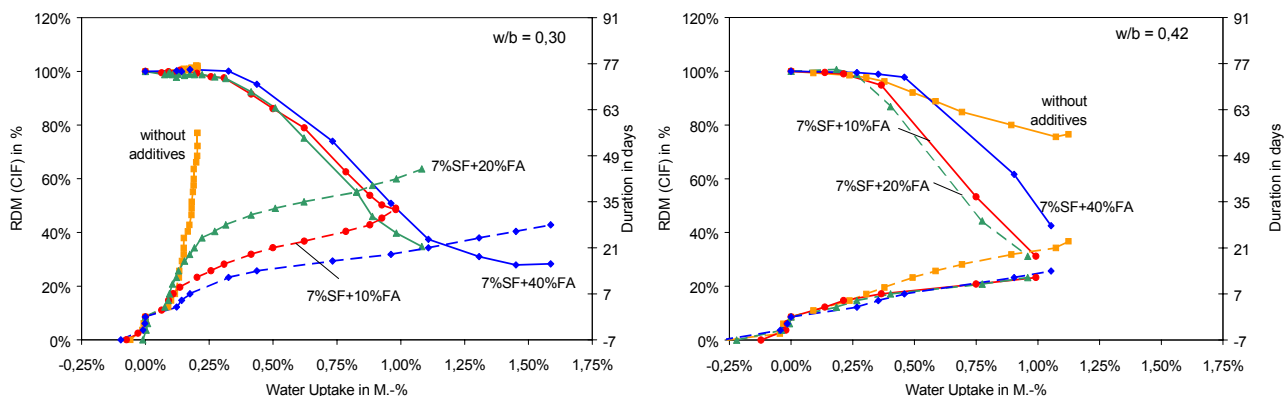 120%
100%
80%
60%
40%
20%
0%
RDM (CIF) in %
w/b = 0,30
without
additives
7%SF+20%FA
7%SF+10%FA
7%SF+40%FA
91
77
63
49
35
21
7
-7
Duration in days
-0,25% 0,00% 0,25% 0,50% 0,75% 1,00% 1,25% 1,50% 1,75%
Water Uptake in M.-%
120%
100%
80%
60%
40%
20%
0%
RDM (CIF) in %
w/b = 0,42
without
additives
7%SF+10%FA
7%SF+20%FA
7%SF+40%FA
91
77
63
49
35
21
7
-7
Duration in days
-0,25% 0,00% 0,25% 0,50% 0,75% 1,00% 1,25% 1,50% 1,75%
Water Uptake in M.-%